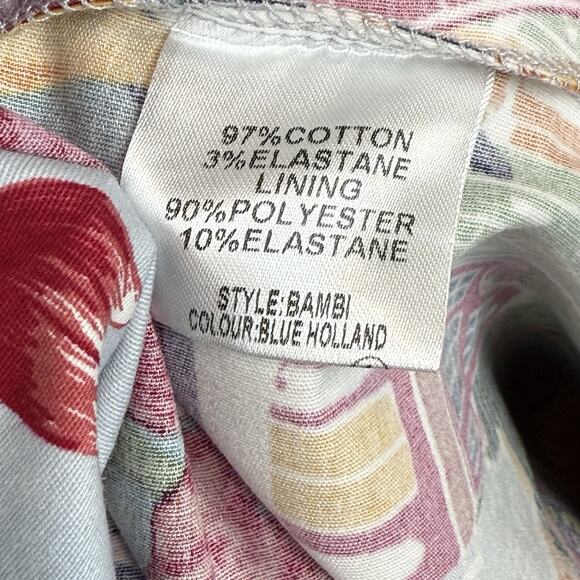 97%COTTON
3%ELASTANE
LINING
90%POLYESTER
10%ELASTANE
STYLE:BAMBI
COLOUR:BLUE HOLLAND